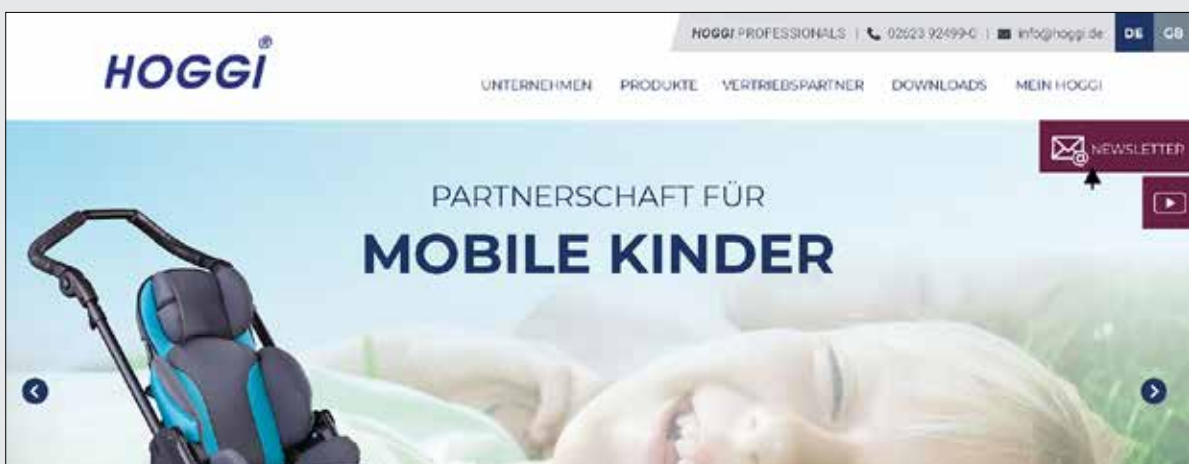 HOGGI PROFESSIONALS | 02623 92499-0 | info@hoggi.de DE GB
HOGGI®
UNTERNEHMEN PRODUKTE VERTRIEBSPARTNER DOWNLOADS MEIN HOGGI
NEWSLETTER
PARTNERSCHAFT FÜR
MOBILE KINDER